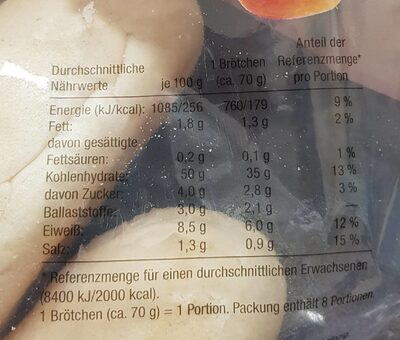 Durchschnittliche Nährwerte je 100 g 1 Brötchen (ca. 70 g) Anteil der Referenzmenge* pro Portion
Energie (kJ/kcal): 1085/256 760/179 9 %
Fett: 1,8 g 1,3 g 2 %
davon gesättigte
Fettsäuren: 0,2 g 0,1 g 1 %
Kohlenhydrate: 50 g 35 g 13 %
davon Zucker: 4,0 g 2,8 g 3 %
Ballaststoffe: 3,0 g 2,1 g —
Eiweiß: 8,5 g 6,0 g 12 %
Salz: 1,3 g 0,9 g 15 %
* Referenzmenge für einen durchschnittlichen Erwachsenen
(8400 kJ/2000 kcal).
1 Brötchen (ca. 70 g) = 1 Portion. Packung enthält 8 Portionen.